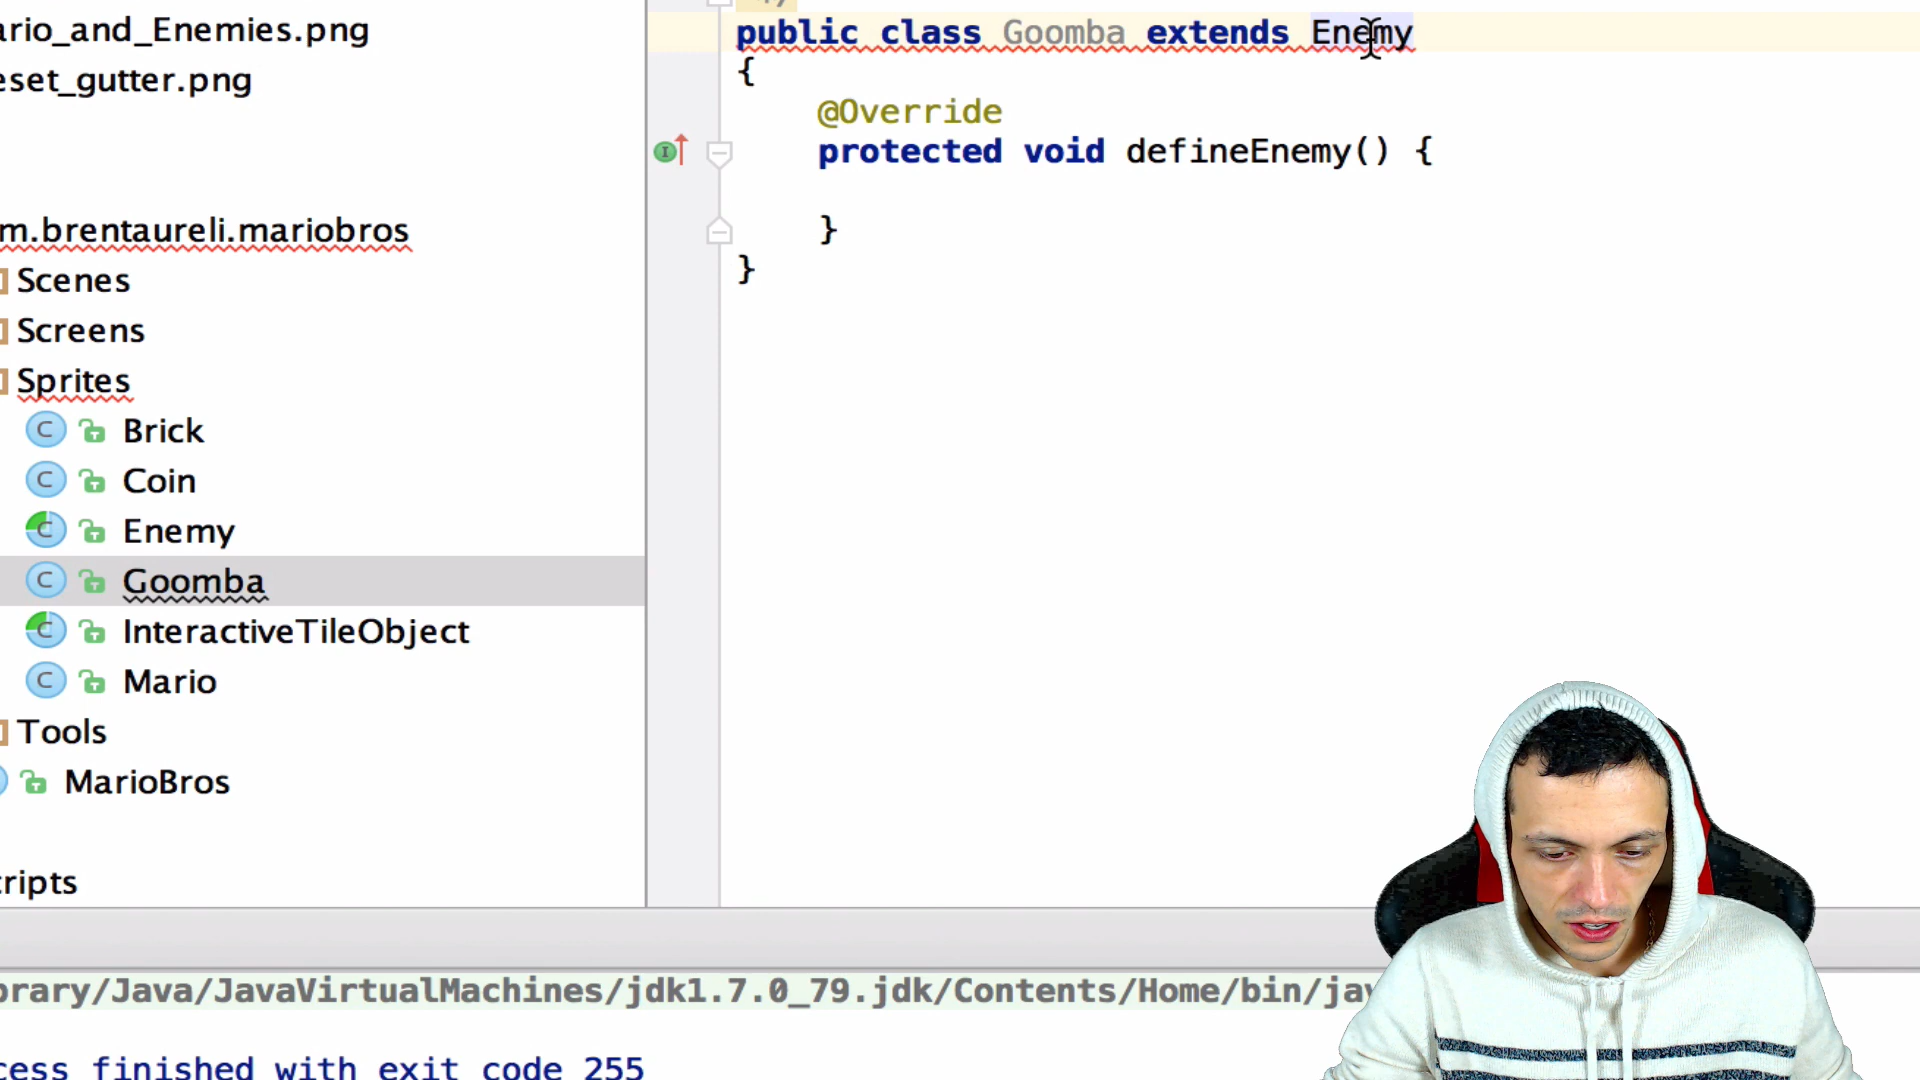 ario_and_Enemies.png
eset_gutter.png
m.brentaureli.mariobros
Scenes
Screens
Sprites
C Brick
C Coin
C Enemy
C Goomba
C InteractiveTileObject
C Mario
Tools
MarioBros
ripts
*/
public class Goomba extends Enemy
{
@Override
I protected void defineEnemy() {
}
}
brary/Java/JavaVirtualMachines/jdk1.7.0_79.jdk/Contents/Home/bin/jav
cess finished with exit code 255